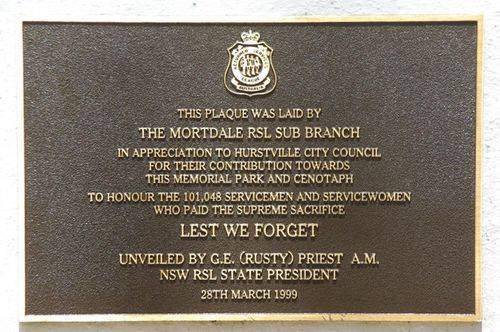 AUSTRALIA
THIS PLAQUE WAS LAID BY
THE MORTDALE RSL SUB BRANCH
IN APPRECIATION TO HURSTVILLE CITY COUNCIL
FOR THEIR CONTRIBUTION TOWARDS
THIS MEMORIAL PARK AND CENOTAPH
TO HONOUR THE 101,048 SERVICEMEN AND SERVICEWOMEN
WHO PAID THE SUPREME SACRIFICE
LEST WE FORGET
UNVEILED BY G.E. (RUSTY) PRIEST A.M.
NSW RSL STATE PRESIDENT
28TH MARCH 1999